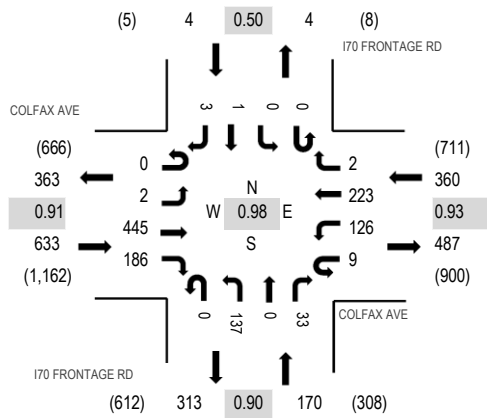 (5) 4 0.50 4 (8)
I70 FRONTAGE RD
COLFAX AVE
3 1 0 0
(666) 0 2 (711)
363 2 N 223 360
0.91 W 0.98 E 0.93
445 126
633 S 487
(1,162) 186 9 (900)
0 137 0 33
COLFAX AVE
I70 FRONTAGE RD
(612) 313 0.90 170 (308)